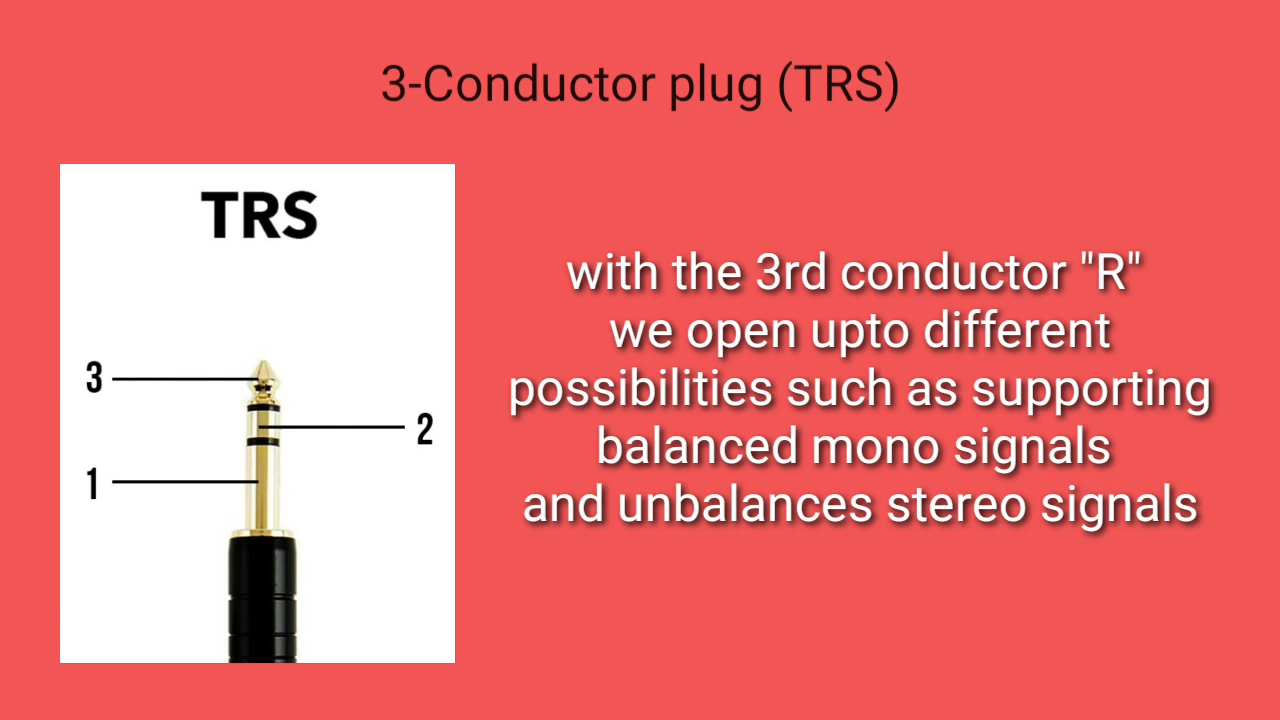 3-Conductor plug (TRS)
TRS
3
2
1
with the 3rd conductor "R"
we open upto different
possibilities such as supporting
balanced mono signals
and unbalances stereo signals